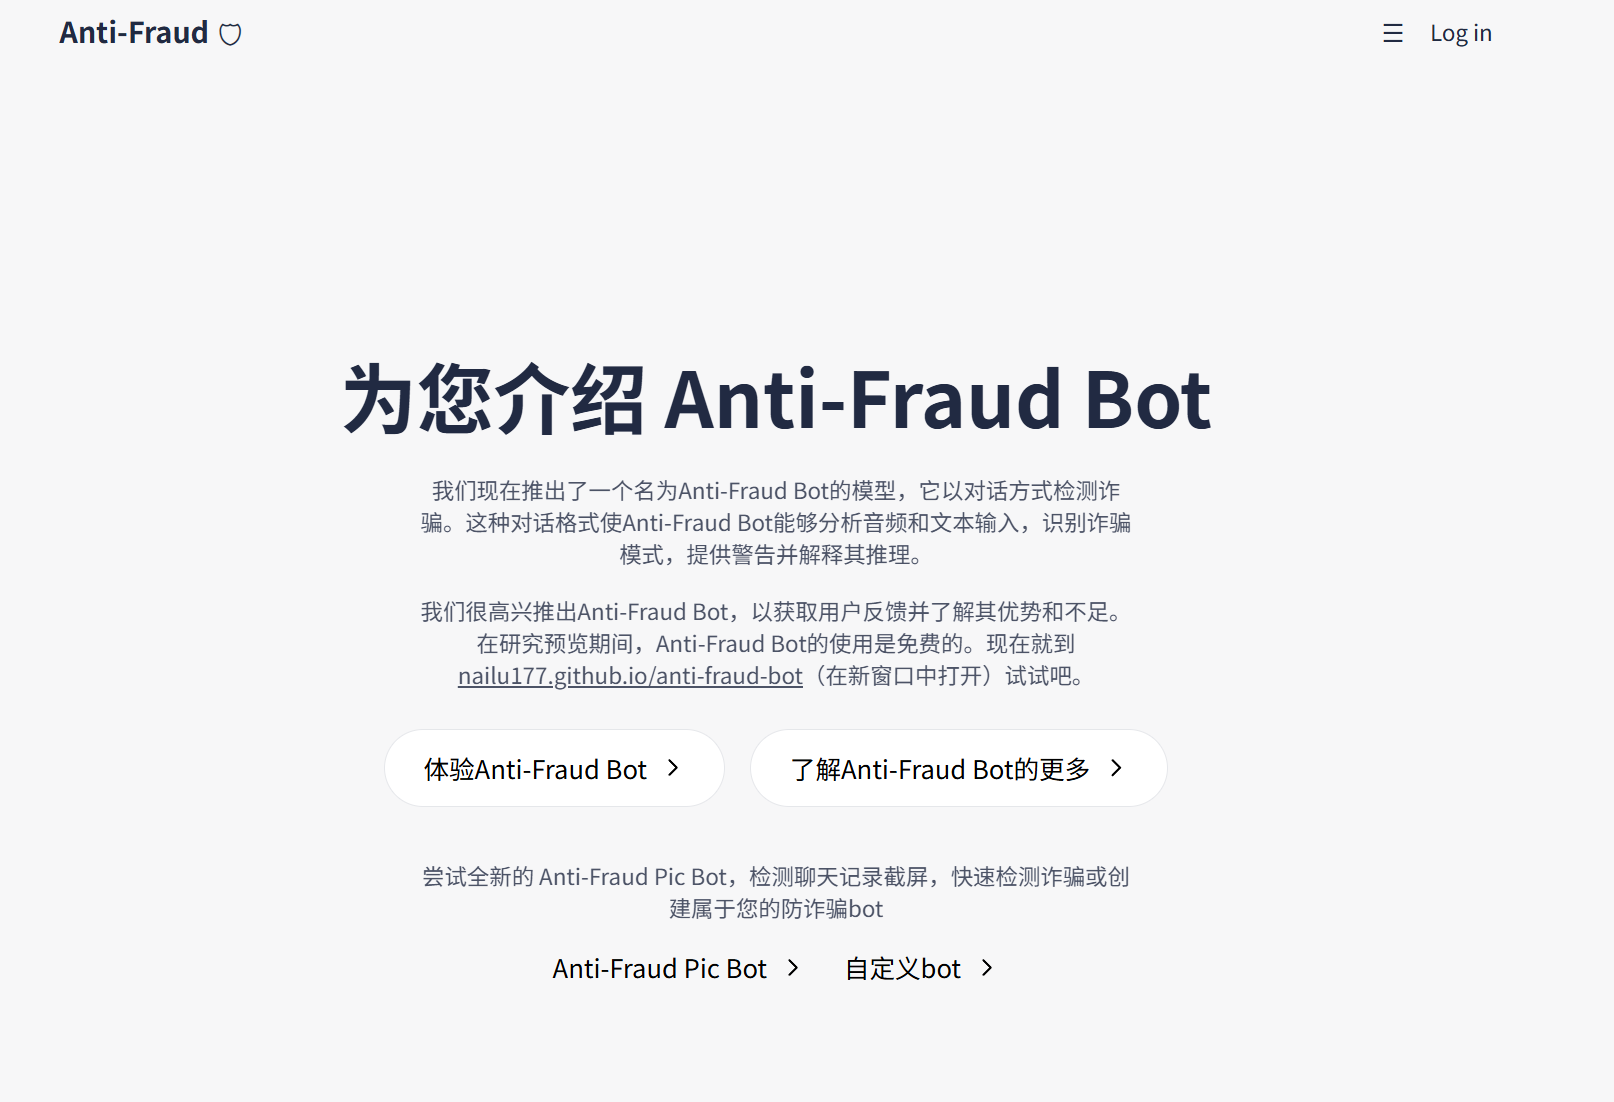 Anti-Fraud
Log in
为您介绍 Anti-Fraud Bot
我们现在推出了一个名为Anti-Fraud Bot的模型，它以对话方式检测诈
骗。这种对话格式使Anti-Fraud Bot能够分析音频和文本输入，识别诈骗
模式，提供警告并解释其推理。
我们很高兴推出Anti-Fraud Bot，以获取用户反馈并了解其优势和不足。
在研究预览期间，Anti-Fraud Bot的使用是免费的。现在就到
nailu177.github.io/anti-fraud-bot（在新窗口中打开）试试吧。
体验Anti-Fraud Bot
了解Anti-Fraud Bot的更多
尝试全新的 Anti-Fraud Pic Bot，检测聊天记录截屏，快速检测诈骗或创
建属于您的防诈骗bot
Anti-Fraud Pic Bot
自定义bot